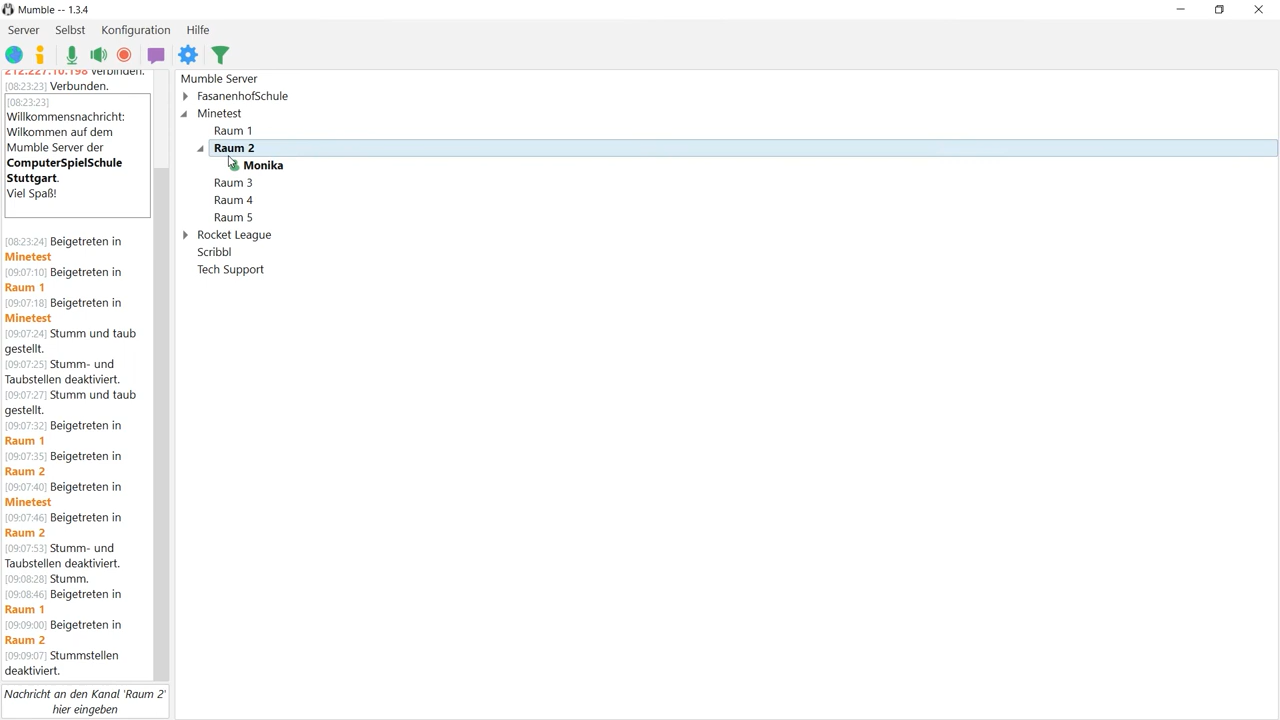 Mumble -- 1.3.4
Server Selbst Konfiguration Hilfe
212.227.10.198 verbinden.
[08:23:23] Verbunden.
[08:23:23]
Willkommensnachricht:
Wilkommen auf dem
Mumble Server der
ComputerSpielSchule
Stuttgart.
Viel Spaß!
[08:23:24] Beigetreten in
Minetest
[09:07:10] Beigetreten in
Raum 1
[09:07:18] Beigetreten in
Minetest
[09:07:24] Stumm und taub
gestellt.
[09:07:25] Stumm- und
Taubstellen deaktiviert.
[09:07:27] Stumm und taub
gestellt.
[09:07:32] Beigetreten in
Raum 1
[09:07:35] Beigetreten in
Raum 2
[09:07:40] Beigetreten in
Minetest
[09:07:46] Beigetreten in
Raum 2
[09:07:53] Stumm- und
Taubstellen deaktiviert.
[09:08:28] Stumm.
[09:08:46] Beigetreten in
Raum 1
[09:09:00] Beigetreten in
Raum 2
[09:09:07] Stummstellen
deaktiviert.
Nachricht an den Kanal 'Raum 2'
hier eingeben
Mumble Server
FasanenhofSchule
Minetest
Raum 1
Raum 2
Monika
Raum 3
Raum 4
Raum 5
Rocket League
Scribbl
Tech Support